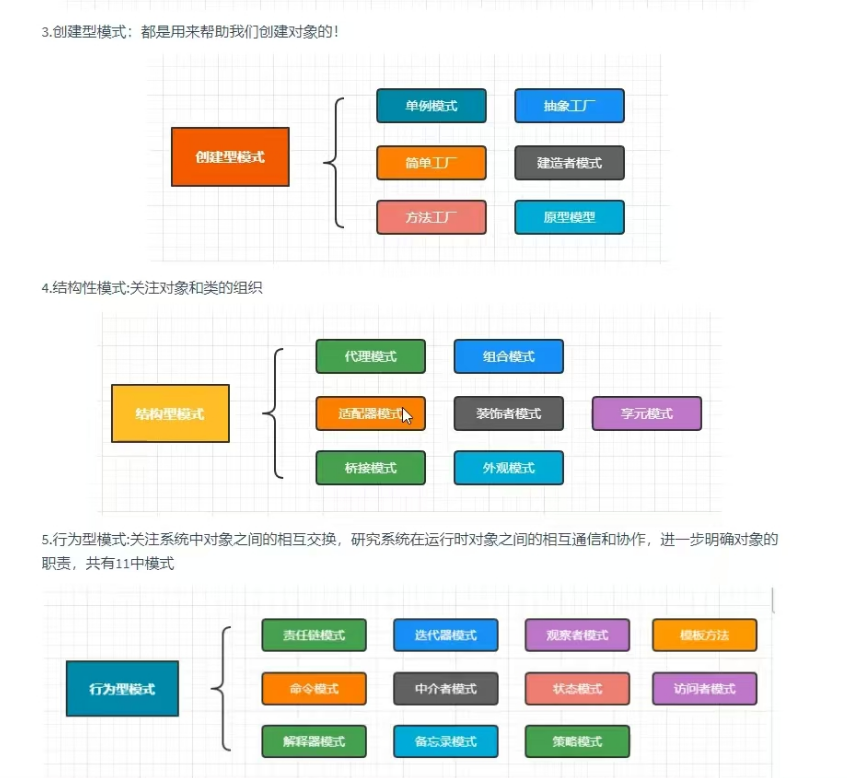 3.创建型模式：都是用来帮助我们创建对象的！
单例模式 抽象工厂
创建型模式 简单工厂 建造者模式
方法工厂 原型模型
4.结构性模式:关注对象和类的组织
代理模式 组合模式
结构型模式 适配器模式 装饰者模式 享元模式
桥接模式 外观模式
5.行为型模式:关注系统中对象之间的相互交换，研究系统在运行时对象之间的相互通信和协作，进一步明确对象的
职责，共有11中模式
责任链模式 迭代器模式 观察者模式 模板方法
行为型模式 命令模式 中介者模式 状态模式 访问者模式
解释器模式 备忘录模式 策略模式